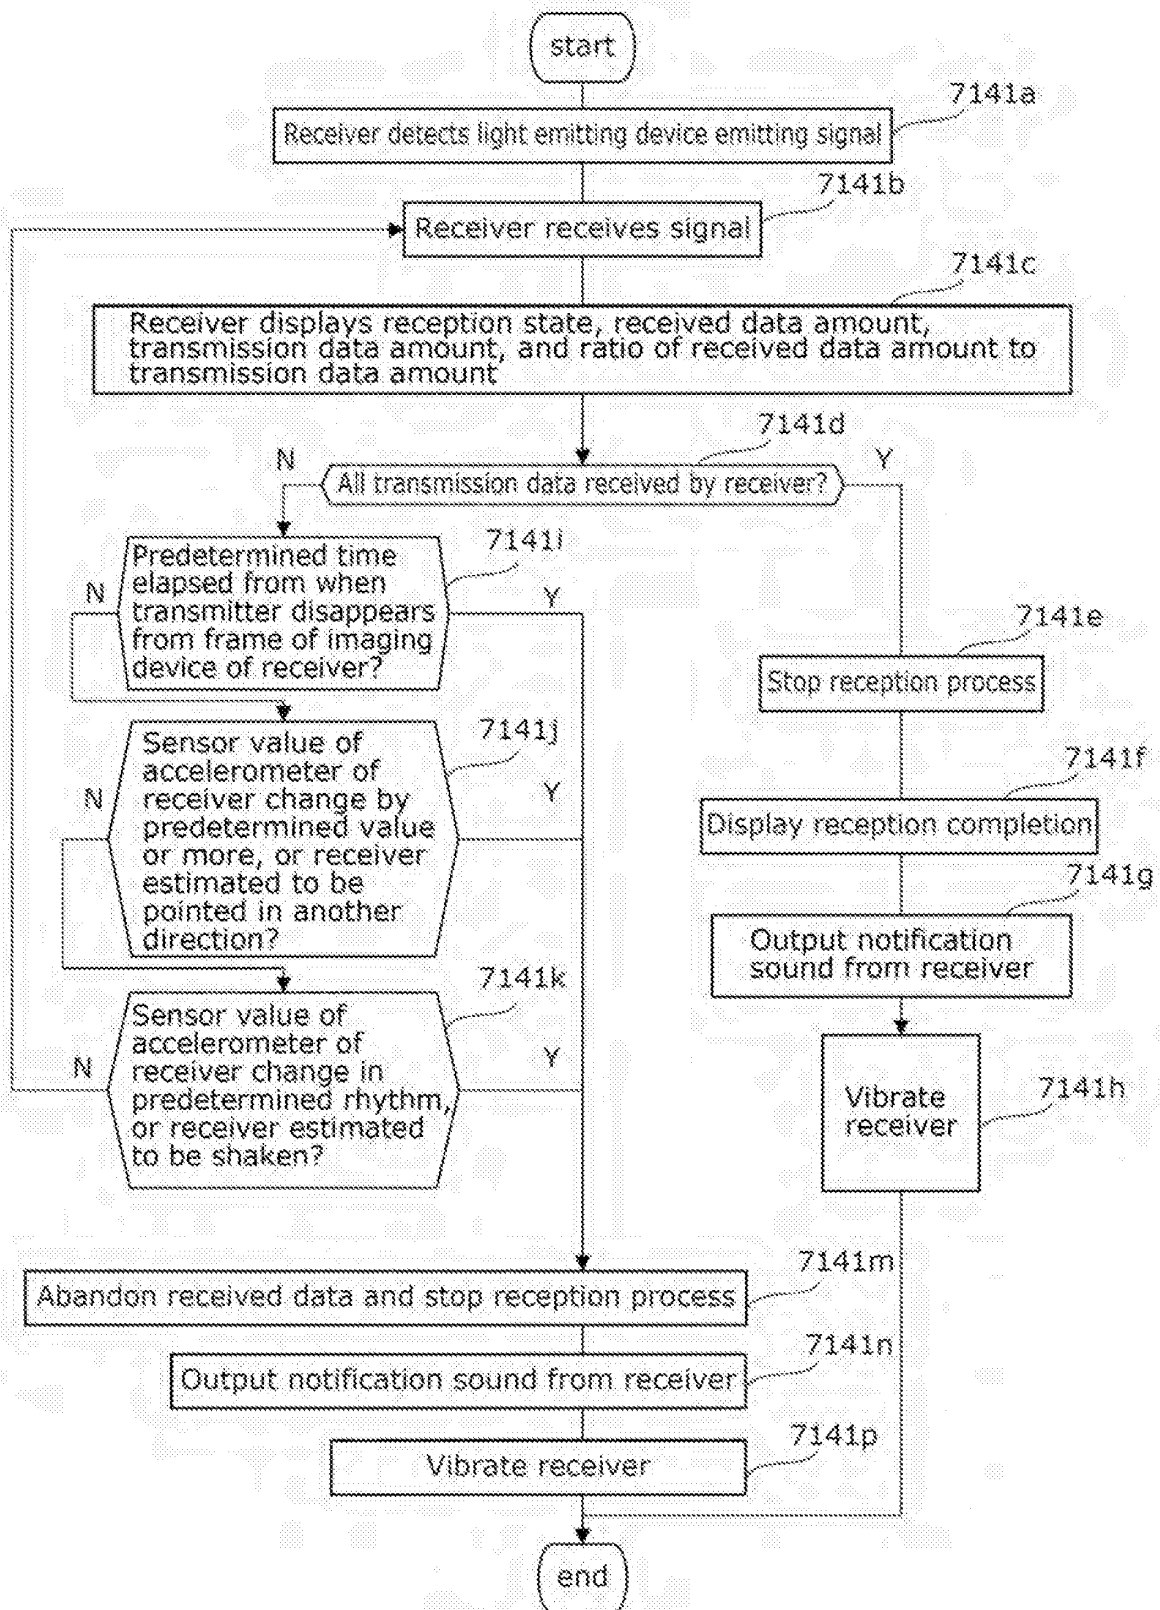 start
7141a
Receiver detects light emitting device emitting signal
7141b
Receiver receives signal
7141c
Receiver displays reception state, received data amount,
transmission data amount, and ratio of received data amount to
transmission data amount
7141d
N
Y
All transmission data received by receiver?
7141i
Predetermined time
elapsed from when
transmitter disappears
from frame of imaging
device of receiver?
N
Y
7141e
Stop reception process
7141j
Sensor value of
accelerometer of
receiver change by
predetermined value
or more, or receiver
estimated to be
pointed in another
direction?
N
Y
7141f
Display reception completion
7141g
Output notification
sound from receiver
7141k
Sensor value of
accelerometer of
receiver change in
predetermined rhythm,
or receiver estimated
to be shaken?
N
Y
7141h
Vibrate
receiver
7141m
Abandon received data and stop reception process
7141n
Output notification sound from receiver
7141p
Vibrate receiver
end